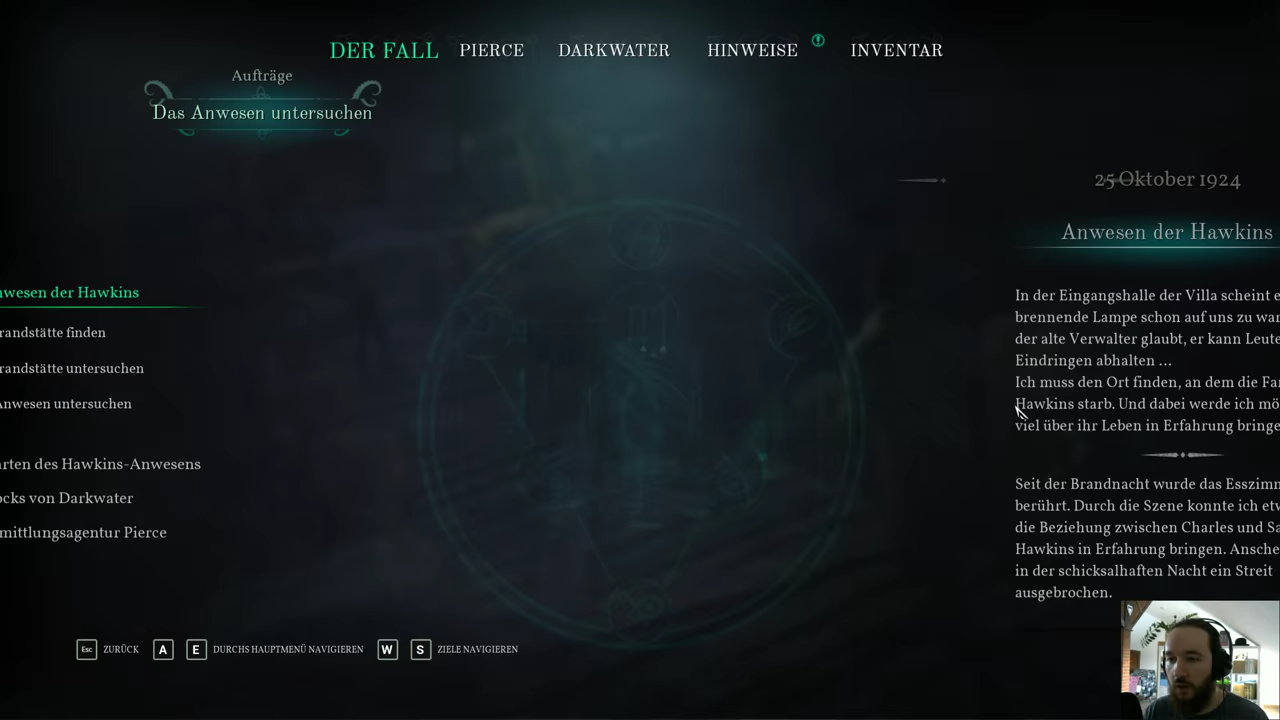 DER FALL PIERCE DARKWATER HINWEISE INVENTAR
Aufträge
Das Anwesen untersuchen
nwesen der Hawkins
randstätte finden
randstätte untersuchen
Anwesen untersuchen
arten des Hawkins-Anwesens
ocks von Darkwater
mittlungsagentur Pierce
25 Oktober 1924
Anwesen der Hawkins
In der Eingangshalle der Villa scheint e
brennende Lampe schon auf uns zu war
der alte Verwalter glaubt, er kann Leute
Eindringen abhalten ...
Ich muss den Ort finden, an dem die Fa
Hawkins starb. Und dabei werde ich mö
viel über ihr Leben in Erfahrung bringe
Seit der Brandnacht wurde das Esszimm
berührt. Durch die Szene konnte ich etw
die Beziehung zwischen Charles und Sa
Hawkins in Erfahrung bringen. Ansche
in der schicksalhaften Nacht ein Streit
ausgebrochen.
Esc ZURÜCK A E DURCHS HAUPTMENÜ NAVIGIEREN W S ZIELE NAVIGIEREN